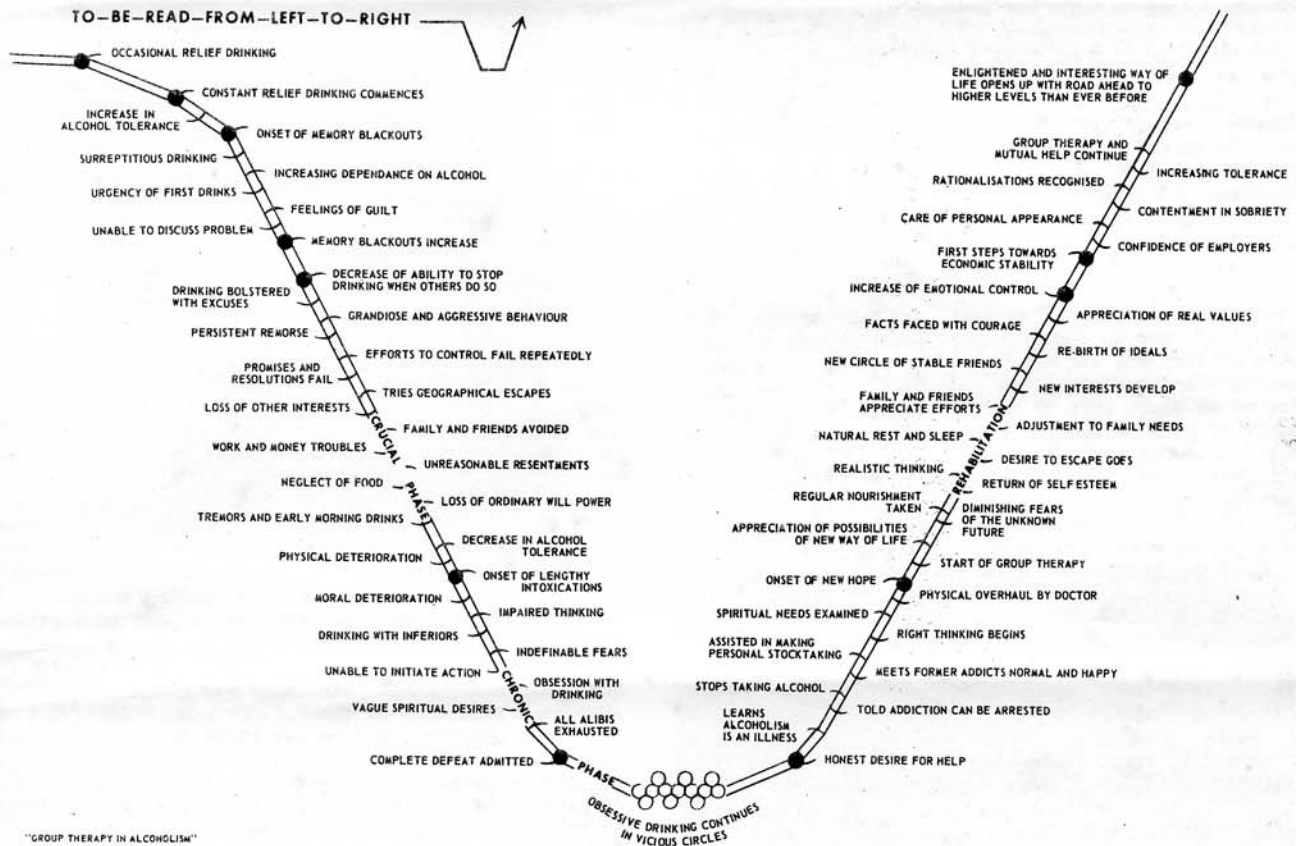 TO-BE-READ-FROM-LEFT-TO-RIGHT
OCCASIONAL RELIEF DRINKING
CONSTANT RELIEF DRINKING COMMENCES
INCREASE IN
ALCOHOL TOLERANCE
ONSET OF MEMORY BLACKOUTS
SURREPTITIOUS DRINKING
INCREASING DEPENDANCE ON ALCOHOL
URGENCY OF FIRST DRINKS
FEELINGS OF GUILT
UNABLE TO DISCUSS PROBLEM
MEMORY BLACKOUTS INCREASE
DECREASE OF ABILITY TO STOP
DRINKING WHEN OTHERS DO SO
DRINKING BOLSTERED
WITH EXCUSES
GRANDIOSE AND AGGRESSIVE BEHAVIOUR
PERSISTENT REMORSE
EFFORTS TO CONTROL FAIL REPEATEDLY
PROMISES AND
RESOLUTIONS FAIL
TRIES GEOGRAPHICAL ESCAPES
LOSS OF OTHER INTERESTS
CRUCIAL
PHASE
FAMILY AND FRIENDS AVOIDED
WORK AND MONEY TROUBLES
UNREASONABLE RESENTMENTS
NEGLECT OF FOOD
LOSS OF ORDINARY WILL POWER
TREMORS AND EARLY MORNING DRINKS
DECREASE IN ALCOHOL
TOLERANCE
PHYSICAL DETERIORATION
ONSET OF LENGTHY
INTOXICATIONS
MORAL DETERIORATION
IMPAIRED THINKING
DRINKING WITH INFERIORS
INDEFINABLE FEARS
UNABLE TO INITIATE ACTION
CHRONIC
PHASE
OBSESSION WITH
DRINKING
VAGUE SPIRITUAL DESIRES
ALL ALIBIS
EXHAUSTED
COMPLETE DEFEAT ADMITTED
OBSESSIVE DRINKING CONTINUES
IN VICIOUS CIRCLES
ENLIGHTENED AND INTERESTING WAY OF
LIFE OPENS UP WITH ROAD AHEAD TO
HIGHER LEVELS THAN EVER BEFORE
GROUP THERAPY AND
MUTUAL HELP CONTINUE
INCREASING TOLERANCE
RATIONALISATIONS RECOGNISED
CONTENTMENT IN SOBRIETY
CARE OF PERSONAL APPEARANCE
CONFIDENCE OF EMPLOYERS
FIRST STEPS TOWARDS
ECONOMIC STABILITY
INCREASE OF EMOTIONAL CONTROL
APPRECIATION OF REAL VALUES
FACTS FACED WITH COURAGE
RE-BIRTH OF IDEALS
NEW CIRCLE OF STABLE FRIENDS
NEW INTERESTS DEVELOP
FAMILY AND FRIENDS
APPRECIATE EFFORTS
ADJUSTMENT TO FAMILY NEEDS
REHABILITATION
NATURAL REST AND SLEEP
DESIRE TO ESCAPE GOES
REALISTIC THINKING
RETURN OF SELF ESTEEM
REGULAR NOURISHMENT
TAKEN
DIMINISHING FEARS
OF THE UNKNOWN
FUTURE
APPRECIATION OF POSSIBILITIES
OF NEW WAY OF LIFE
START OF GROUP THERAPY
ONSET OF NEW HOPE
PHYSICAL OVERHAUL BY DOCTOR
SPIRITUAL NEEDS EXAMINED
RIGHT THINKING BEGINS
ASSISTED IN MAKING
PERSONAL STOCKTAKING
MEETS FORMER ADDICTS NORMAL AND HAPPY
STOPS TAKING ALCOHOL
TOLD ADDICTION CAN BE ARRESTED
LEARNS
ALCOHOLISM
IS AN ILLNESS
HONEST DESIRE FOR HELP
"GROUP THERAPY IN ALCOHOLISM"